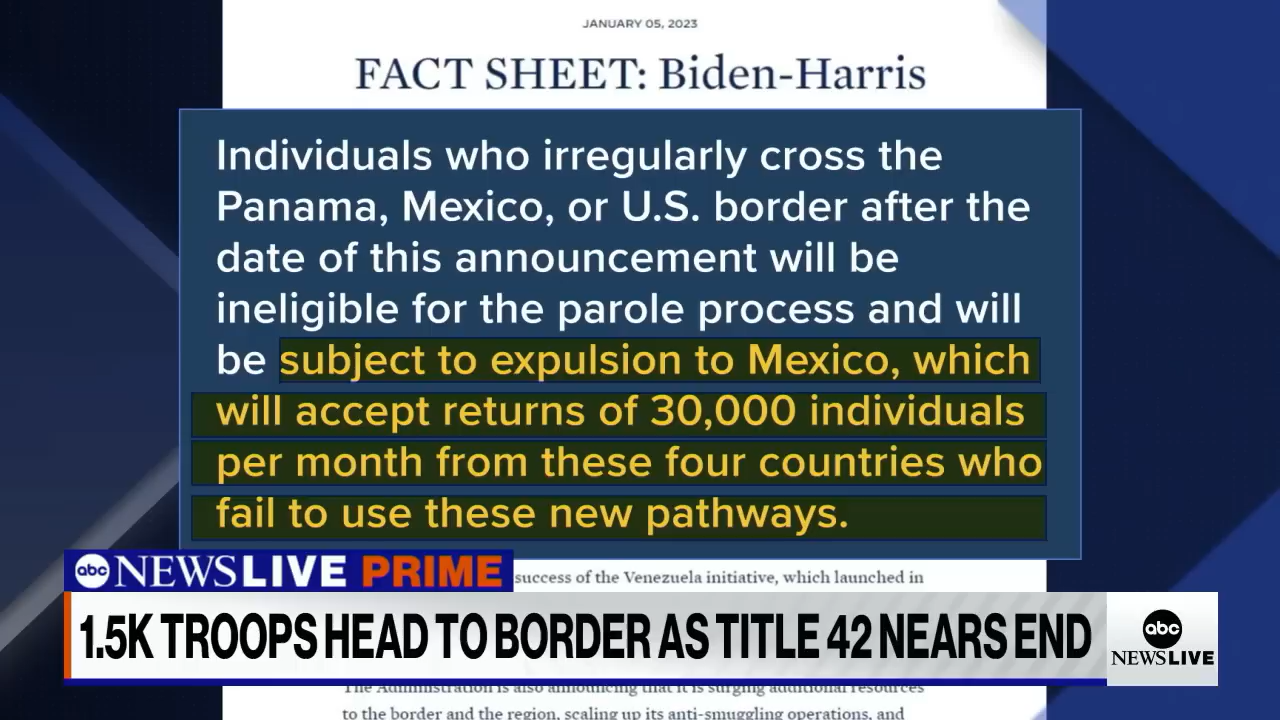 JANUARY 05, 2023
FACT SHEET: Biden-Harris
Individuals who irregularly cross the
Panama, Mexico, or U.S. border after the
date of this announcement will be
ineligible for the parole process and will
be subject to expulsion to Mexico, which
will accept returns of 30,000 individuals
per month from these four countries who
fail to use these new pathways.
success of the Venezuela initiative, which launched in
abc NEWS LIVE PRIME
1.5K TROOPS HEAD TO BORDER AS TITLE 42 NEARS END
abc
NEWS LIVE
The Administration is also announcing that it is surging additional resources
to the border and the region, scaling up its anti-smuggling operations, and